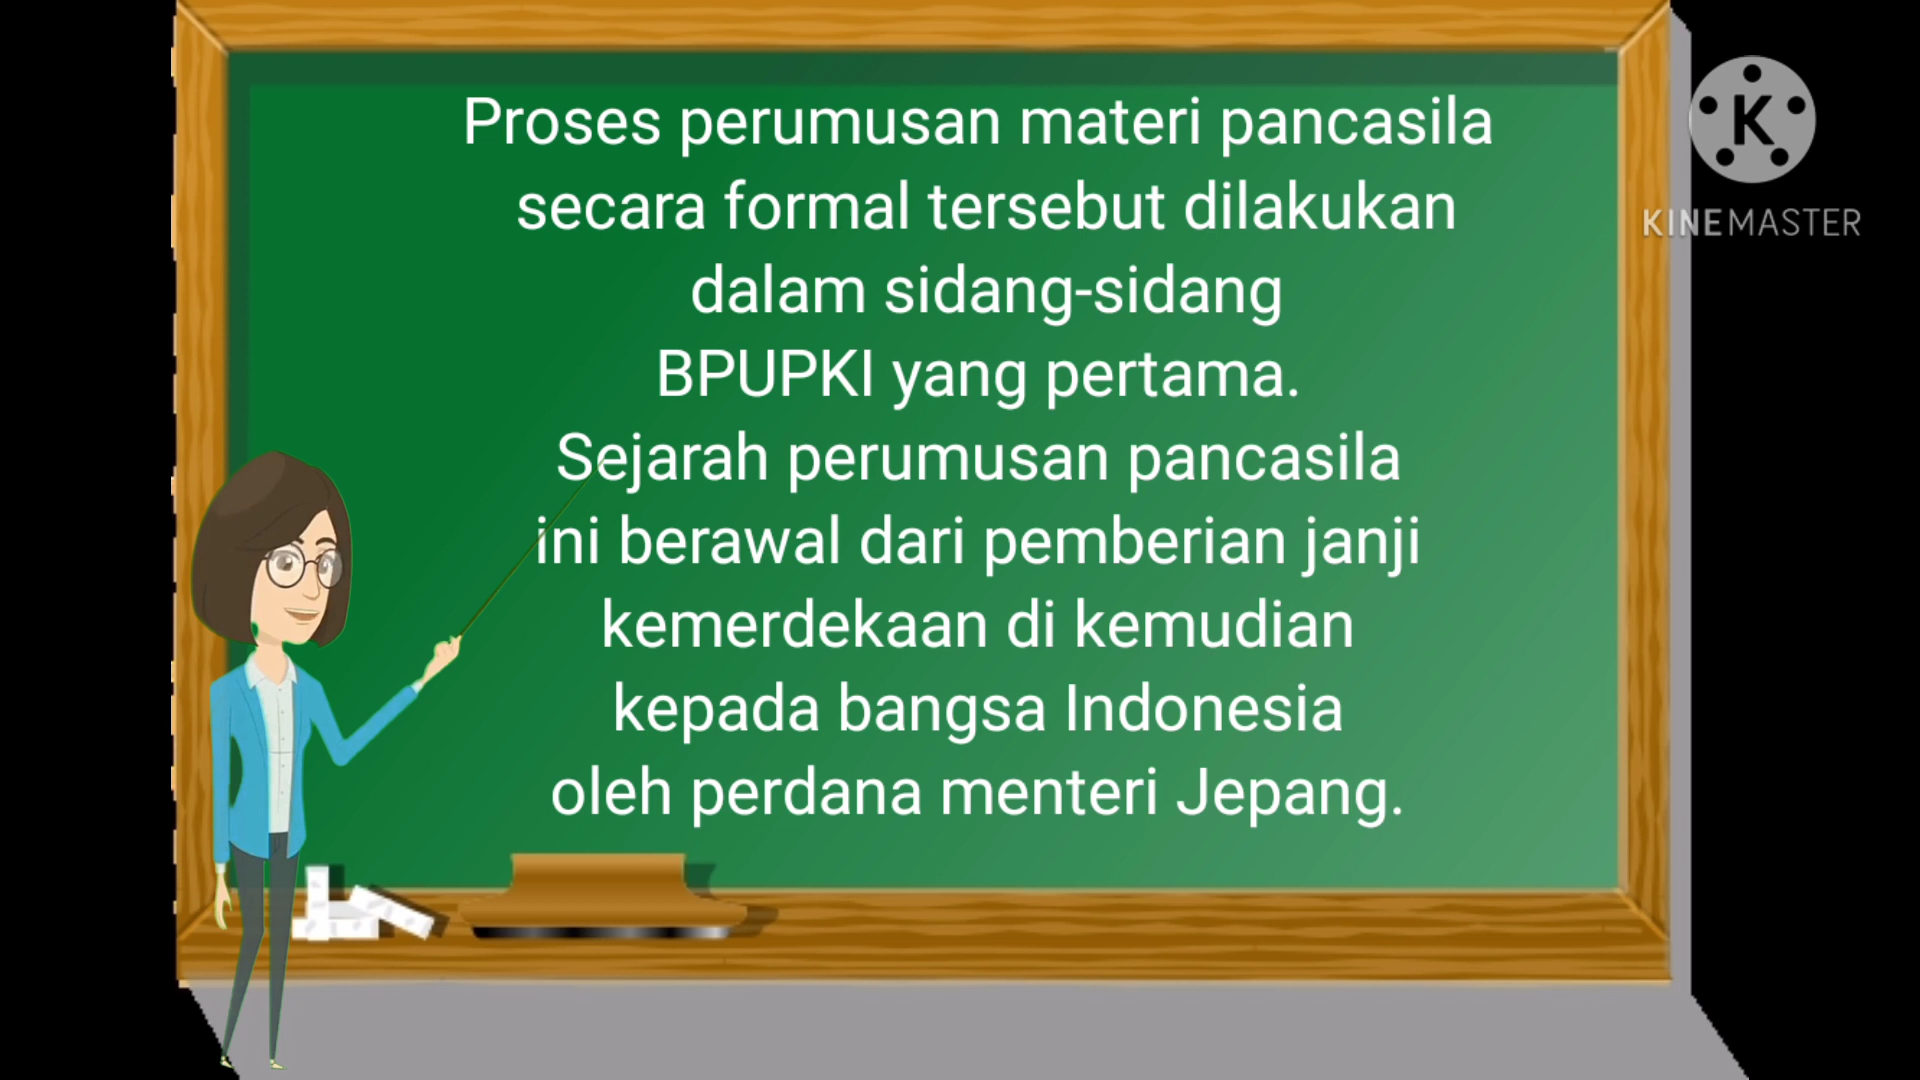 Proses perumusan materi pancasila
secara formal tersebut dilakukan
dalam sidang-sidang
BPUPKI yang pertama.
Sejarah perumusan pancasila
ini berawal dari pemberian janji
kemerdekaan di kemudian
kepada bangsa Indonesia
oleh perdana menteri Jepang.
K
KINEMASTER